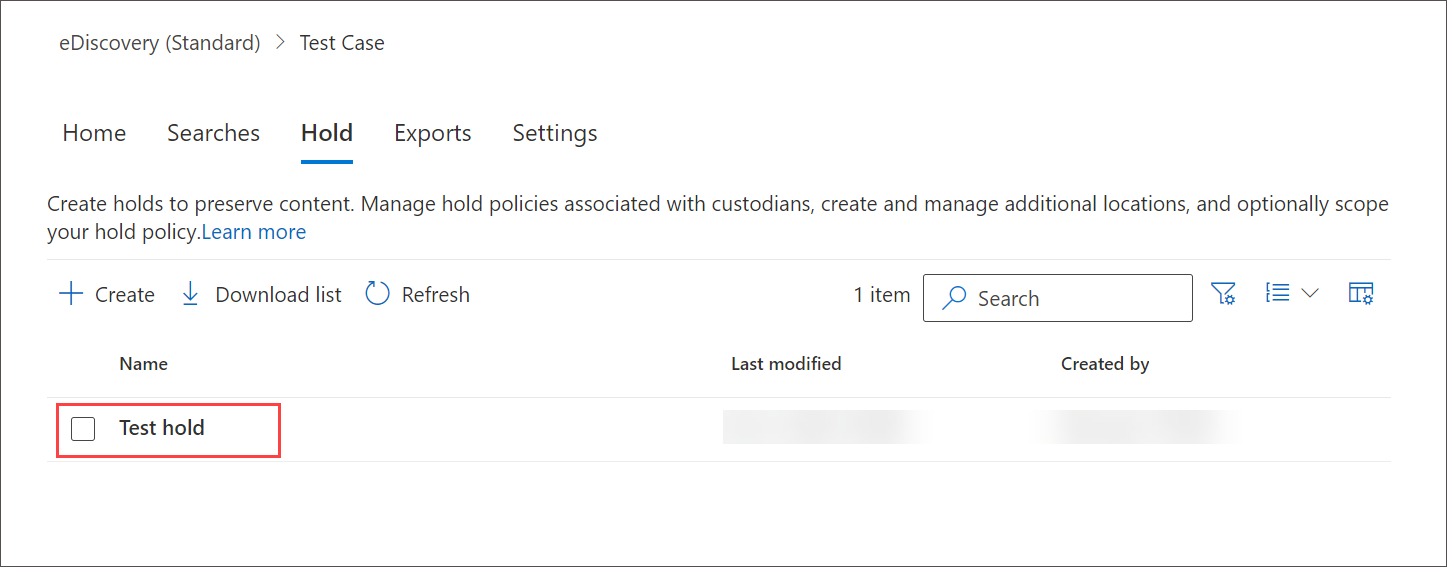 eDiscovery (Standard) > Test Case
Home Searches Hold Exports Settings
Create holds to preserve content. Manage hold policies associated with custodians, create and manage additional locations, and optionally scope
your hold policy.Learn more
Create Download list Refresh 1 item Search
Name Last modified Created by
Test hold